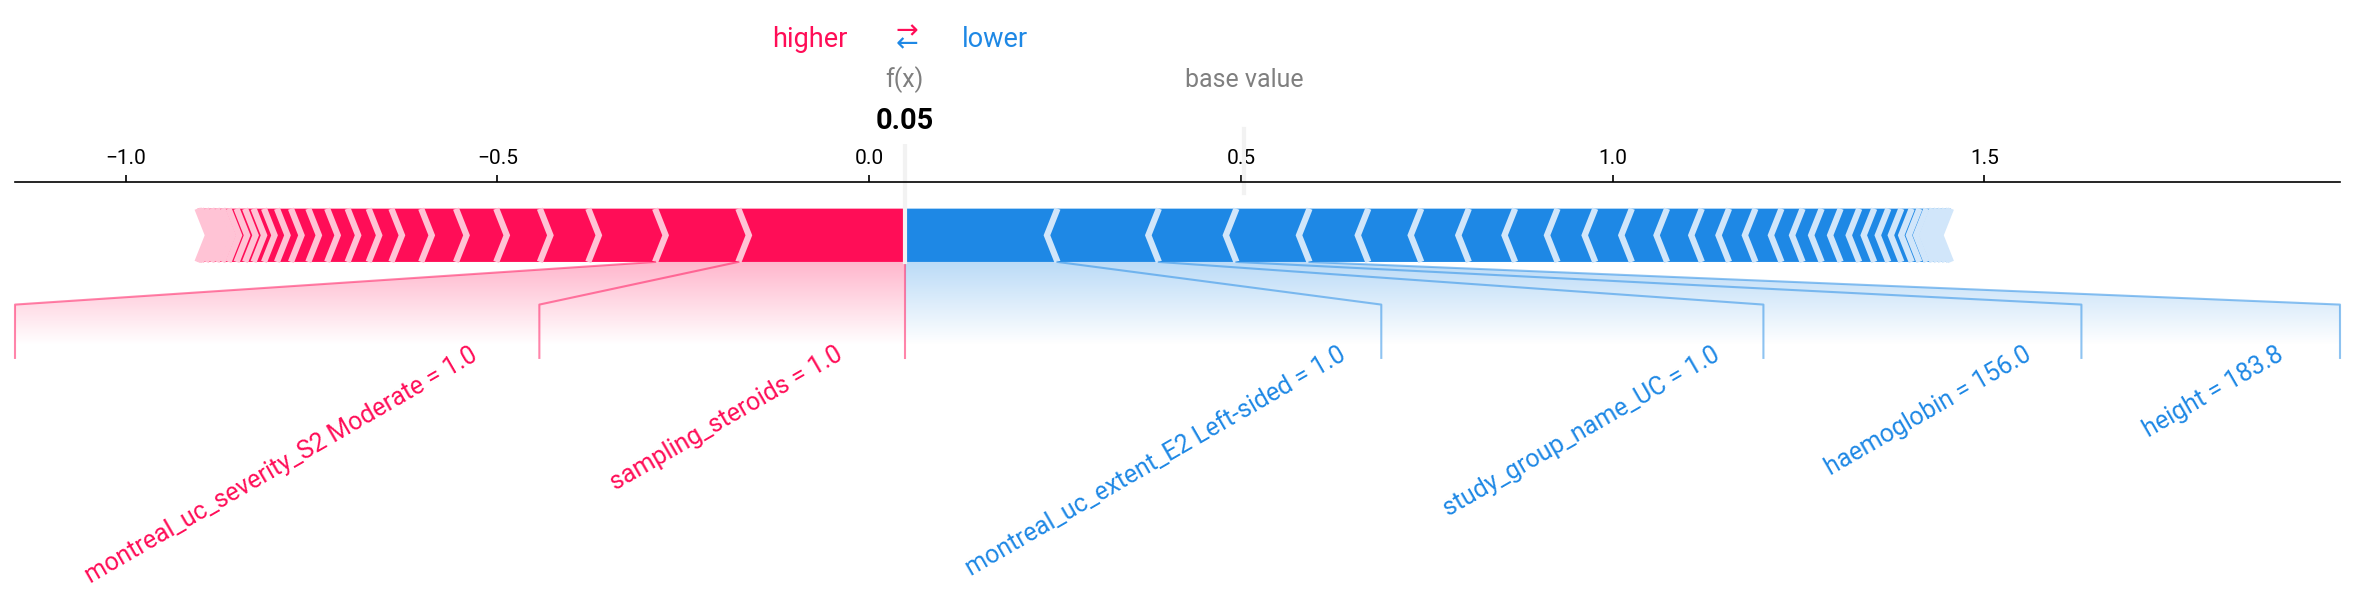 higher ⇄ lower
f(x) base value
0.05
−1.0 −0.5 0.0 0.5 1.0 1.5
montreal_uc_severity_S2 Moderate = 1.0
sampling_steroids = 1.0
montreal_uc_extent_E2 Left-sided = 1.0
study_group_name_UC = 1.0
haemoglobin = 156.0
height = 183.8